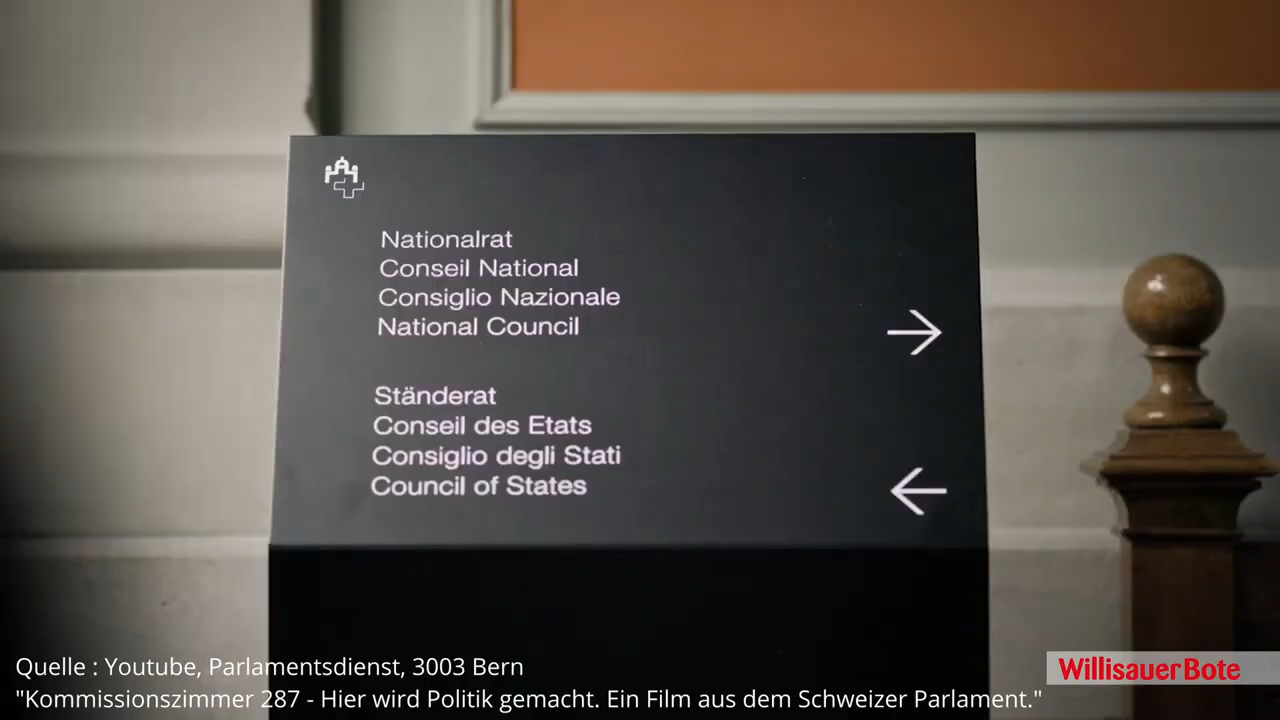 Nationalrat
Conseil National
Consiglio Nazionale
National Council
Ständerat
Conseil des Etats
Consiglio degli Stati
Council of States
Quelle : Youtube, Parlamentsdienst, 3003 Bern
WillisauerBote
"Kommissionszimmer 287 - Hier wird Politik gemacht. Ein Film aus dem Schweizer Parlament."